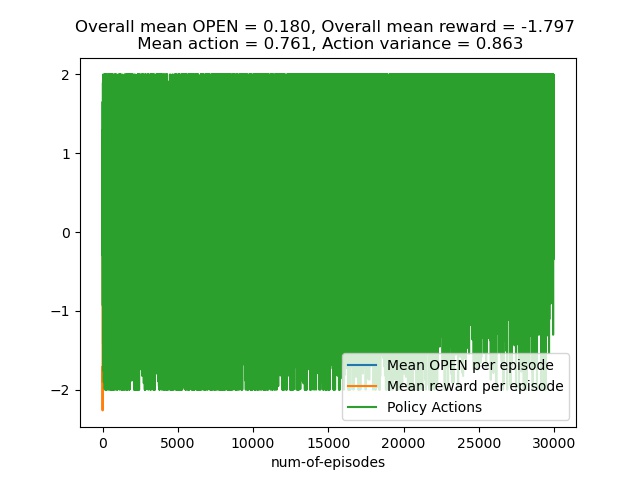 Overall mean OPEN = 0.180, Overall mean reward = -1.797
Mean action = 0.761, Action variance = 0.863
2
1
0
−1
−2
Mean OPEN per episode
Mean reward per episode
Policy Actions
0 5000 10000 15000 20000 25000 30000
num-of-episodes